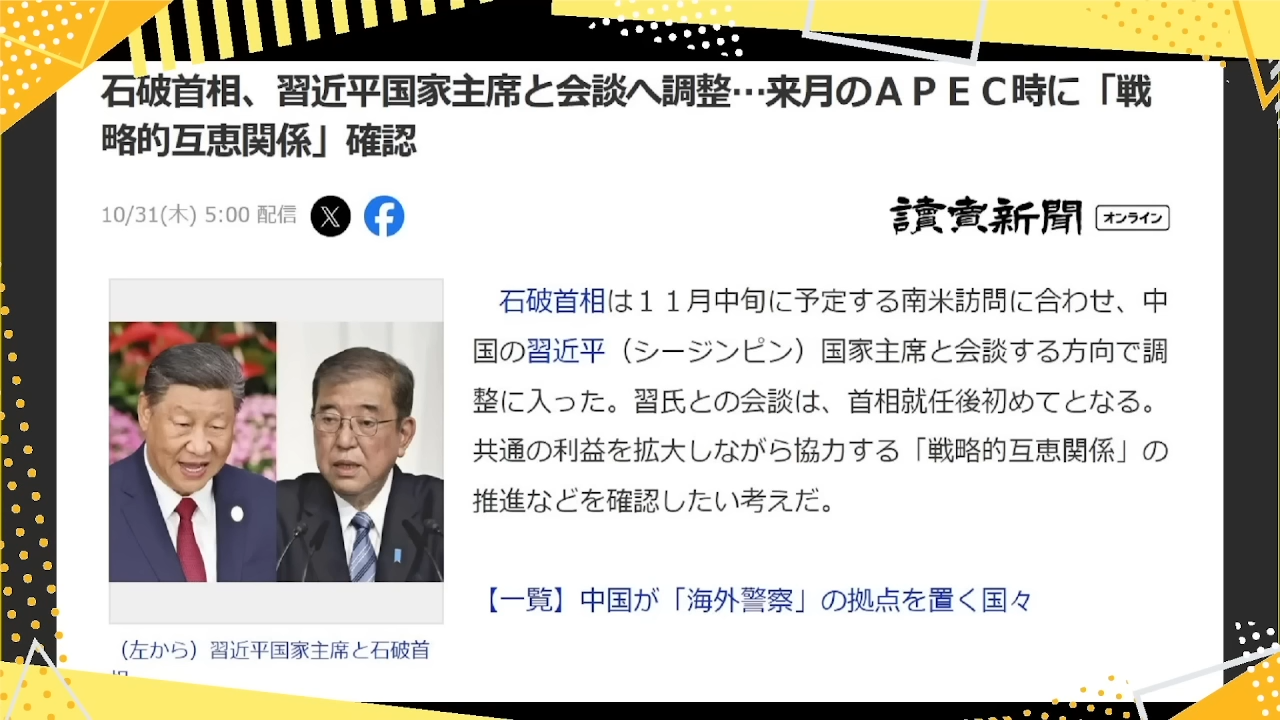 石破首相、習近平国家主席と会談へ調整…来月のＡＰＥＣ時に「戦
略的互恵関係」確認
10/31(木) 5:00 配信
讀賣新聞 オンライン
石破首相は１１月中旬に予定する南米訪問に合わせ、中
国の習近平（シージンピン）国家主席と会談する方向で調
整に入った。習氏との会談は、首相就任後初めてとなる。
共通の利益を拡大しながら協力する「戦略的互恵関係」の
推進などを確認したい考えだ。
【一覧】中国が「海外警察」の拠点を置く国々
（左から）習近平国家主席と石破首